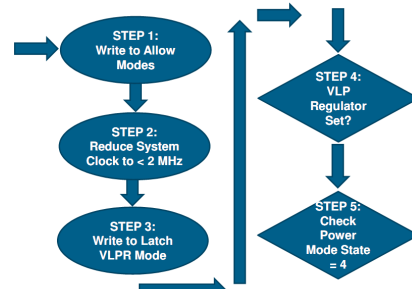 STEP 1:
Write to Allow
Modes
STEP 2:
Reduce System
Clock to < 2 MHz
STEP 3:
Write to Latch
VLPR Mode
STEP 4:
VLP
Regulator
Set?
STEP 5:
Check
Power
Mode State
= 4